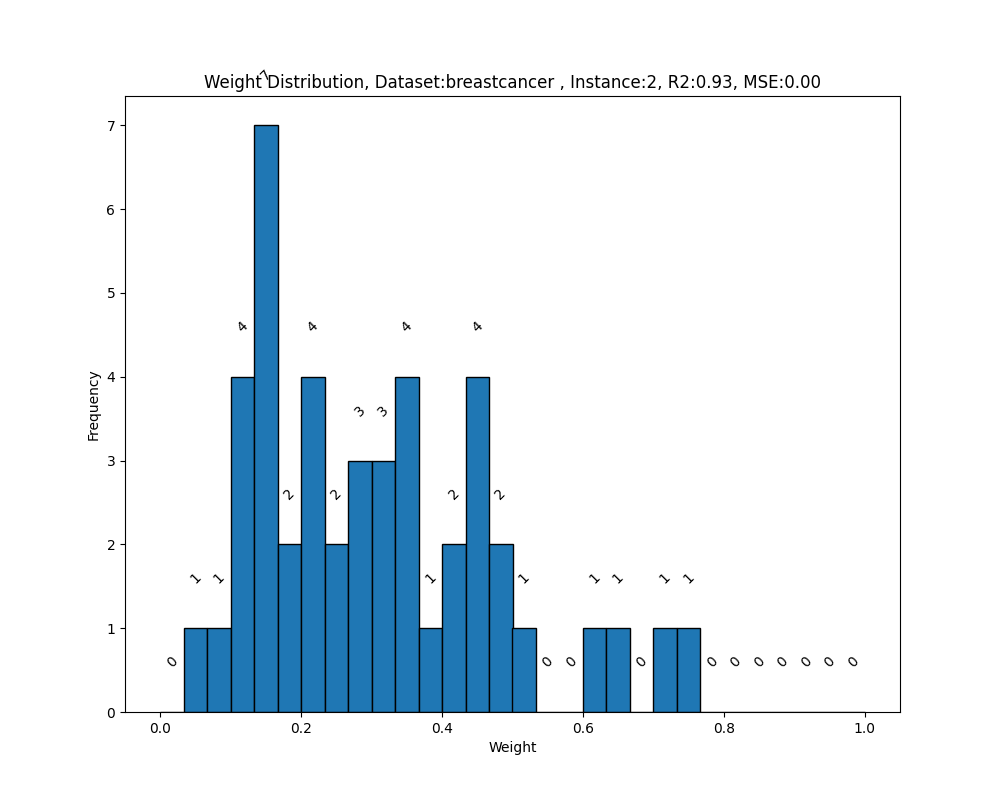 7
Weight Distribution, Dataset:breastcancer , Instance:2, R2:0.93, MSE:0.00
7
6
5
4
3
2
1
0
Frequency
0 1 1 4 2 4 2 3 3 4 1 2 4 2 1 0 0 1 1 0 1 1 0 0 0 0 0 0 0
0.0 0.2 0.4 0.6 0.8 1.0
Weight